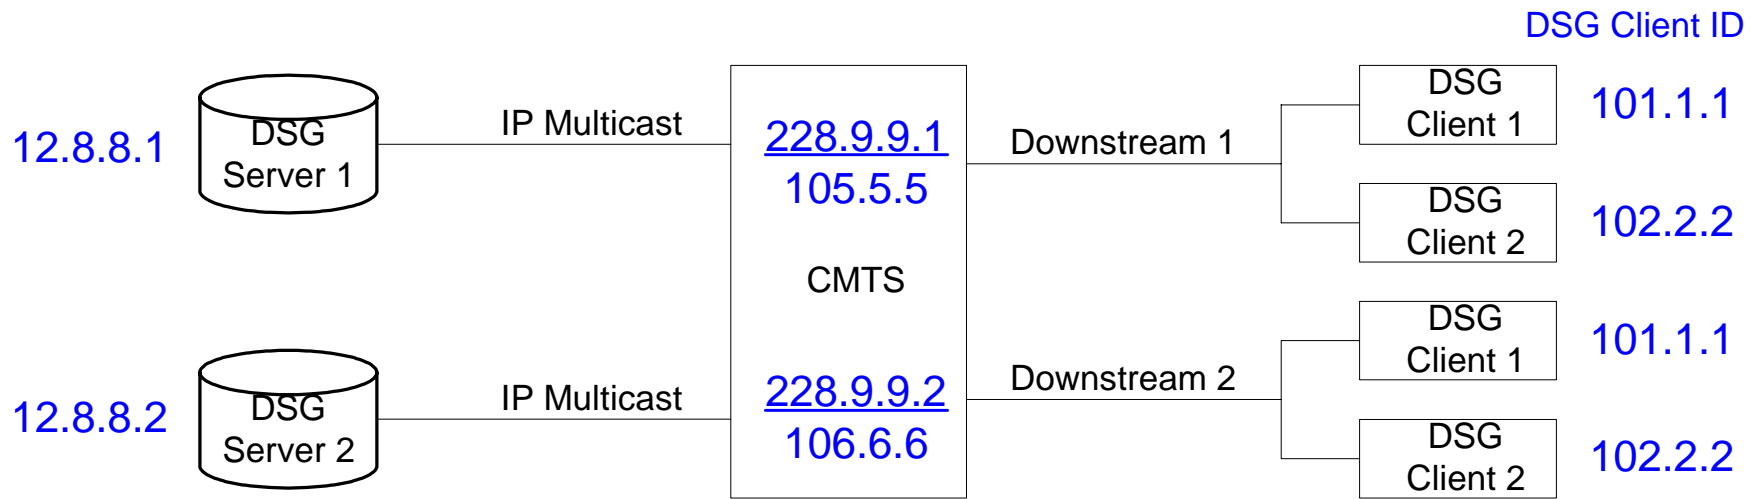 DSG Client ID
12.8.8.1
DSG
Server 1
IP Multicast
228.9.9.1
105.5.5
Downstream 1
DSG
Client 1
101.1.1
DSG
Client 2
102.2.2
CMTS
12.8.8.2
DSG
Server 2
IP Multicast
228.9.9.2
106.6.6
Downstream 2
DSG
Client 1
101.1.1
DSG
Client 2
102.2.2